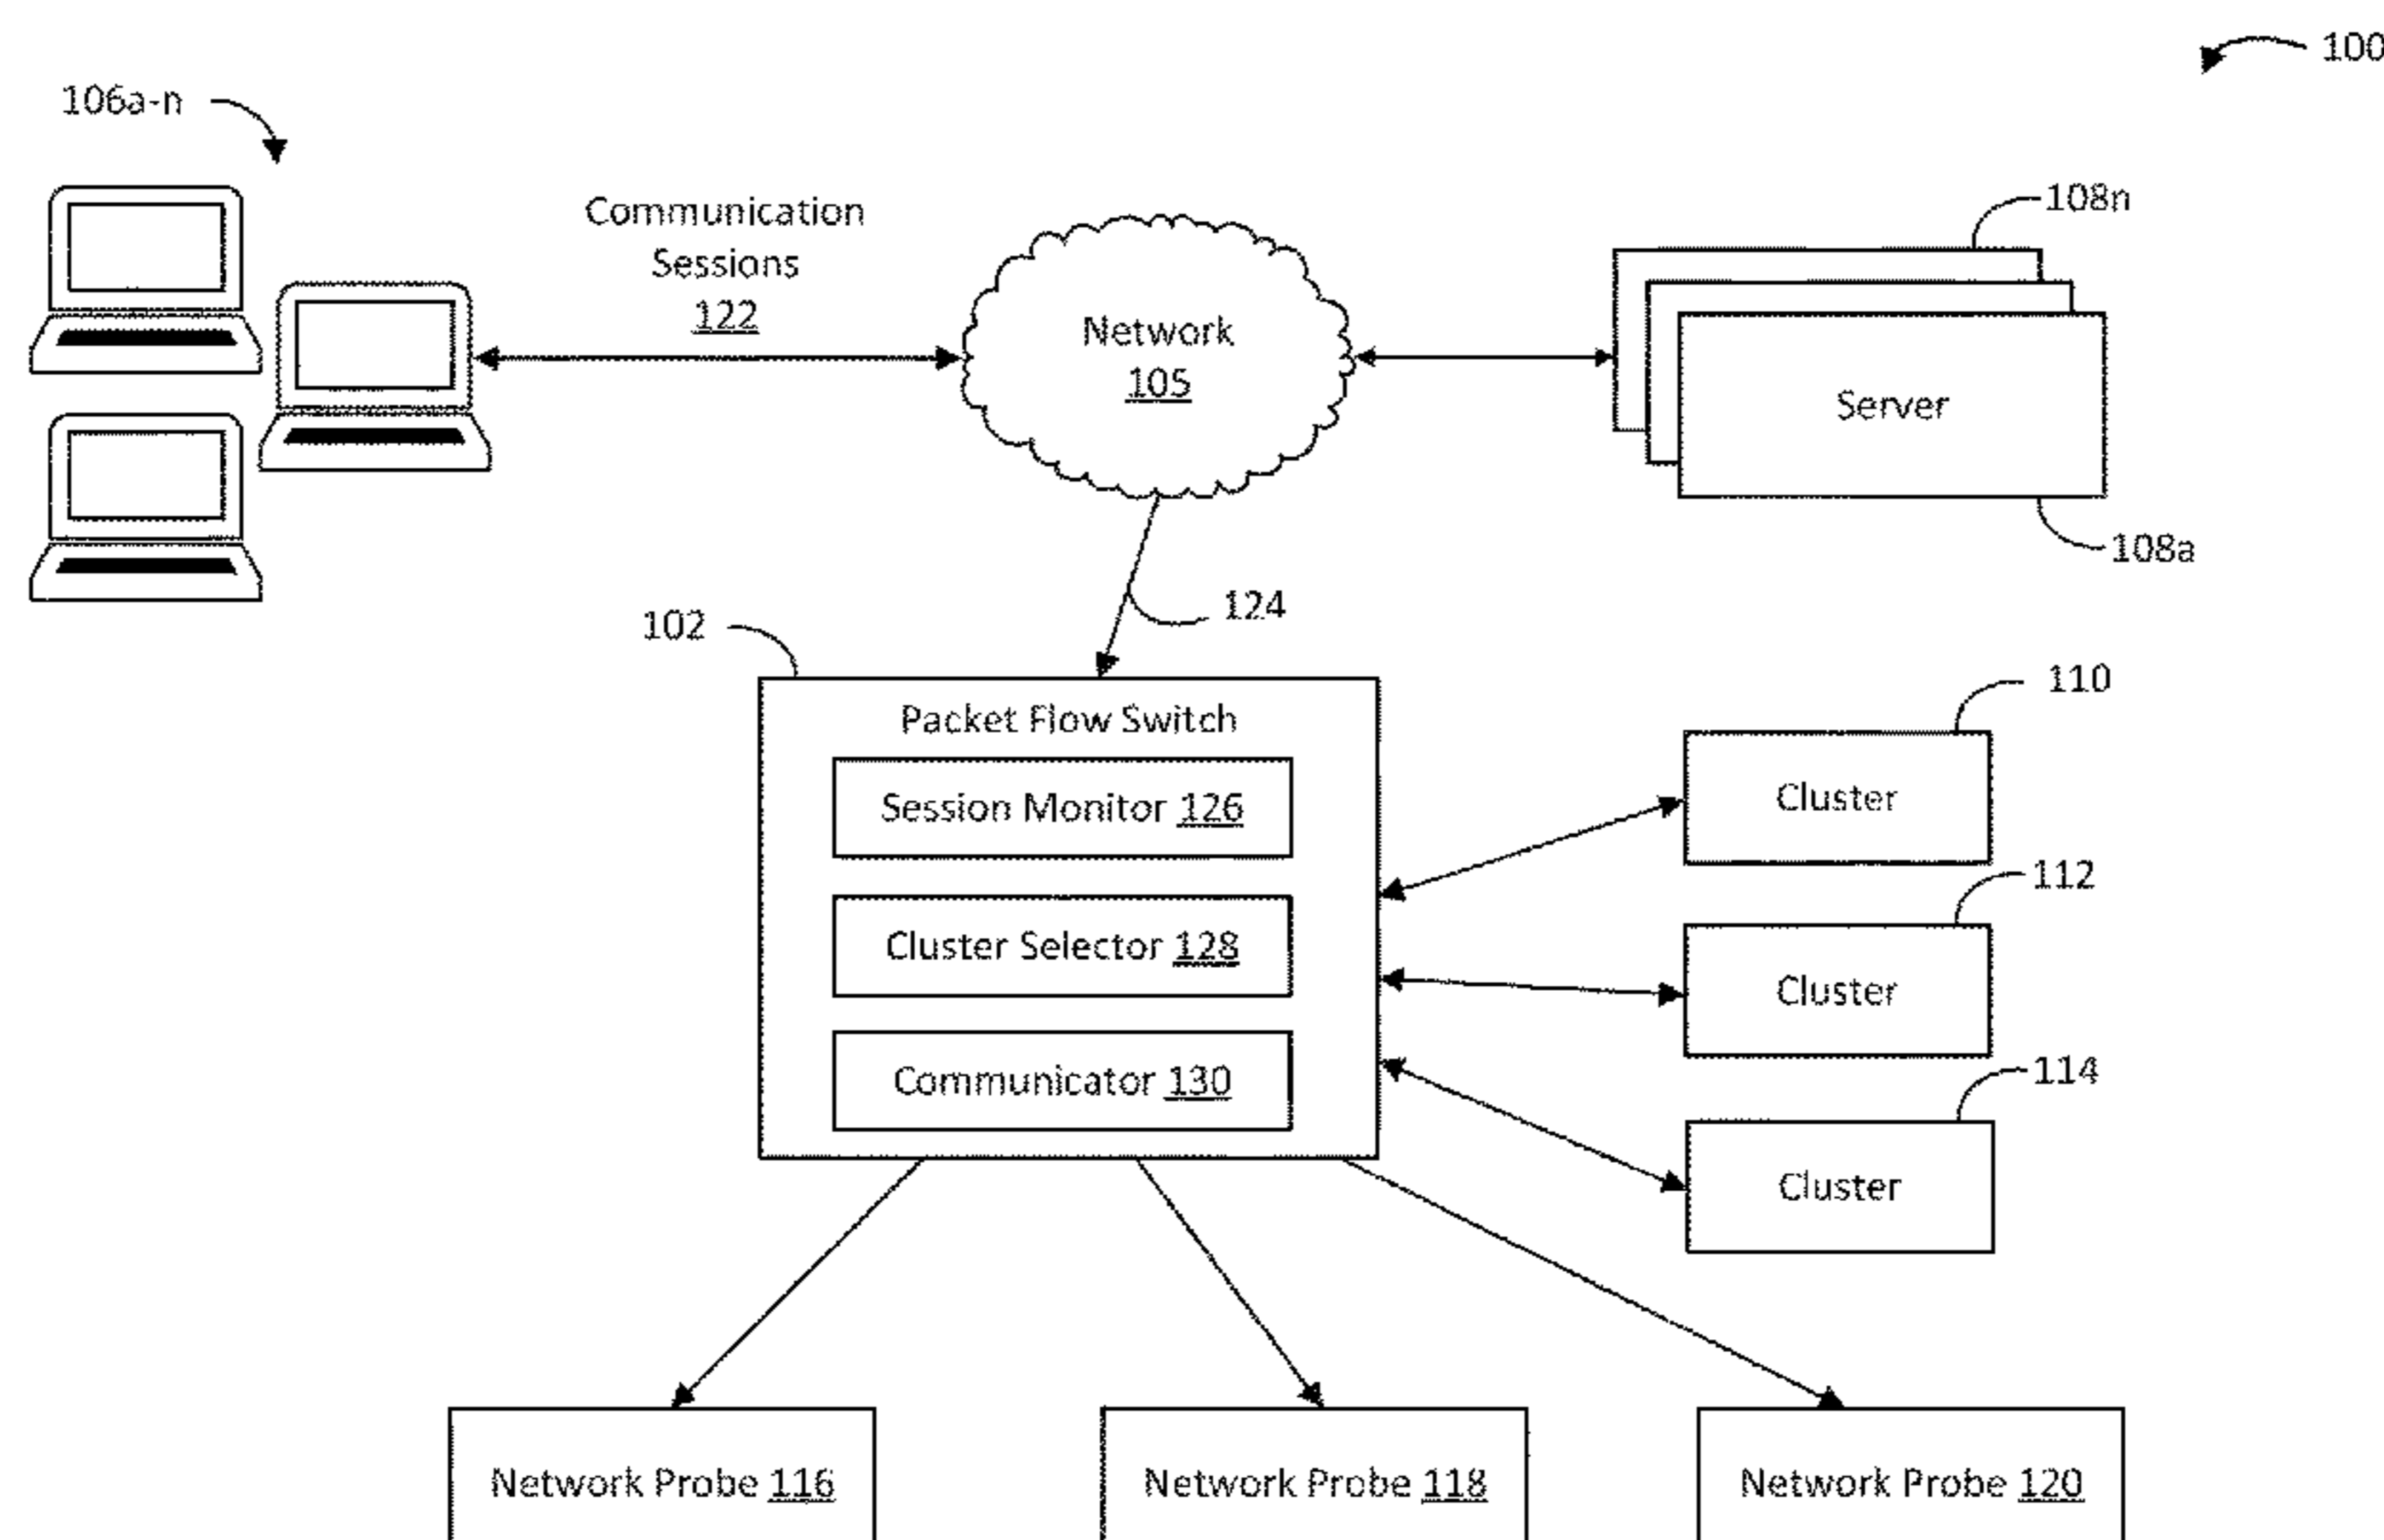 100
106a-n
Communication
Sessions
122
Network
105
108n
Server
108a
124
102
Packet Flow Switch
Session Monitor 126
Cluster Selector 128
Communicator 130
110
Cluster
112
Cluster
114
Cluster
Network Probe 116
Network Probe 118
Network Probe 120